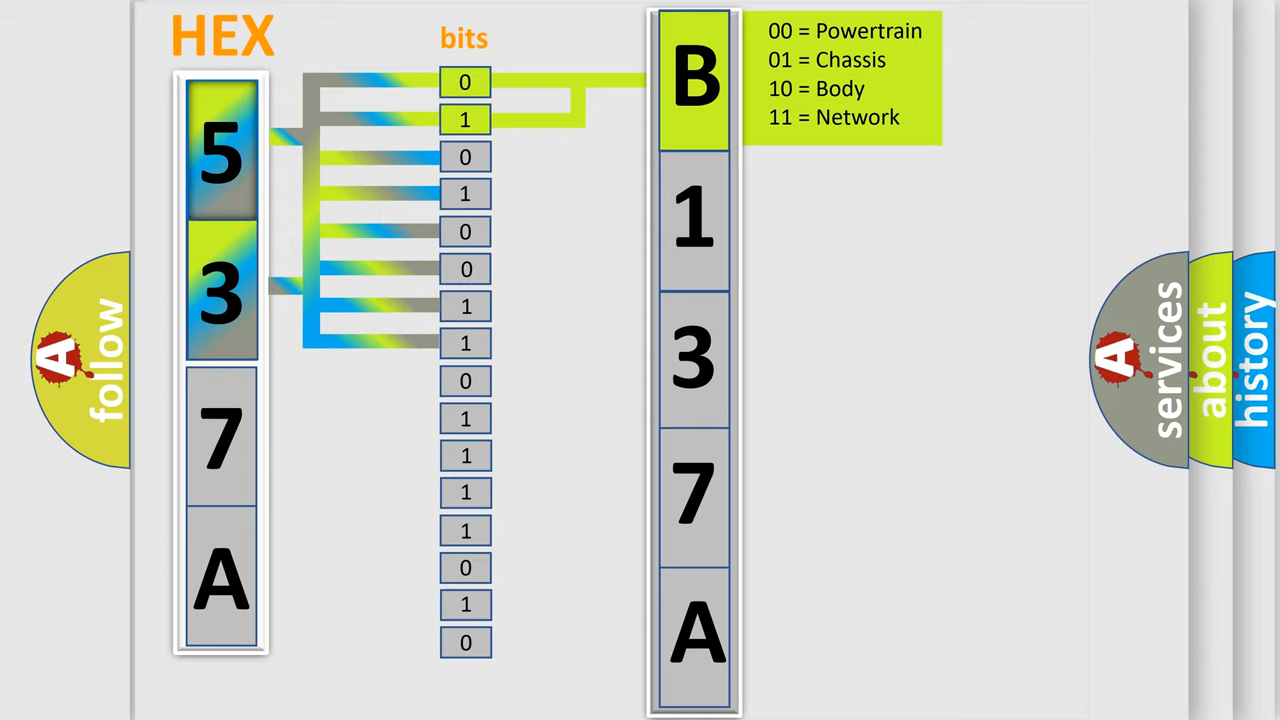 HEX
bits
5
3
7
A
0
1
0
1
0
0
1
1
0
1
1
1
1
0
1
0
B
1
3
7
A
00 = Powertrain
01 = Chassis
10 = Body
11 = Network
A
follow
A
services
about
history